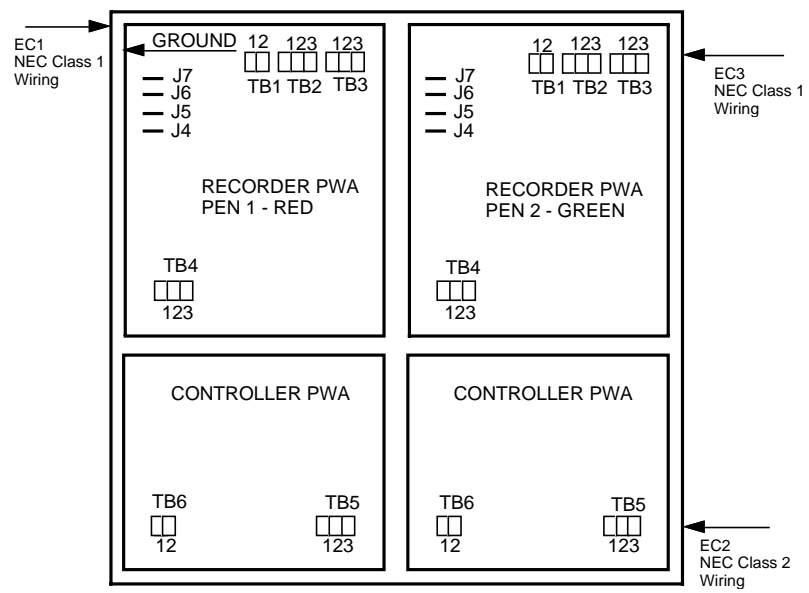 EC1
NEC Class 1
Wiring
GROUND
12 123 123
TB1 TB2 TB3
J7
J6
J5
J4
RECORDER PWA
PEN 1 - RED
TB4
123
12 123 123
TB1 TB2 TB3
J7
J6
J5
J4
RECORDER PWA
PEN 2 - GREEN
TB4
123
EC3
NEC Class 1
Wiring
CONTROLLER PWA
TB6
12
TB5
123
CONTROLLER PWA
TB6
12
TB5
123
EC2
NEC Class 2
Wiring